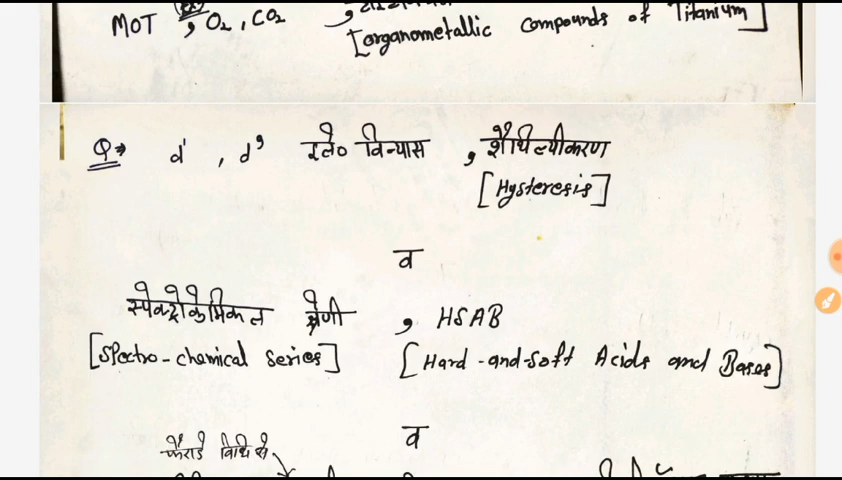 MOT , O₂ , CO₂
[organometallic compounds of Titanium]
Q⇒ d¹ , d⁹ इले० विन्यास , शैथिल्यीकरण
[Hysteresis]
व
स्पेक्ट्रोकेमिकल श्रेणी , HSAB
[Spectro-chemical Series] [Hard-and-Soft Acids and Bases]
व
फैराडे विधि से